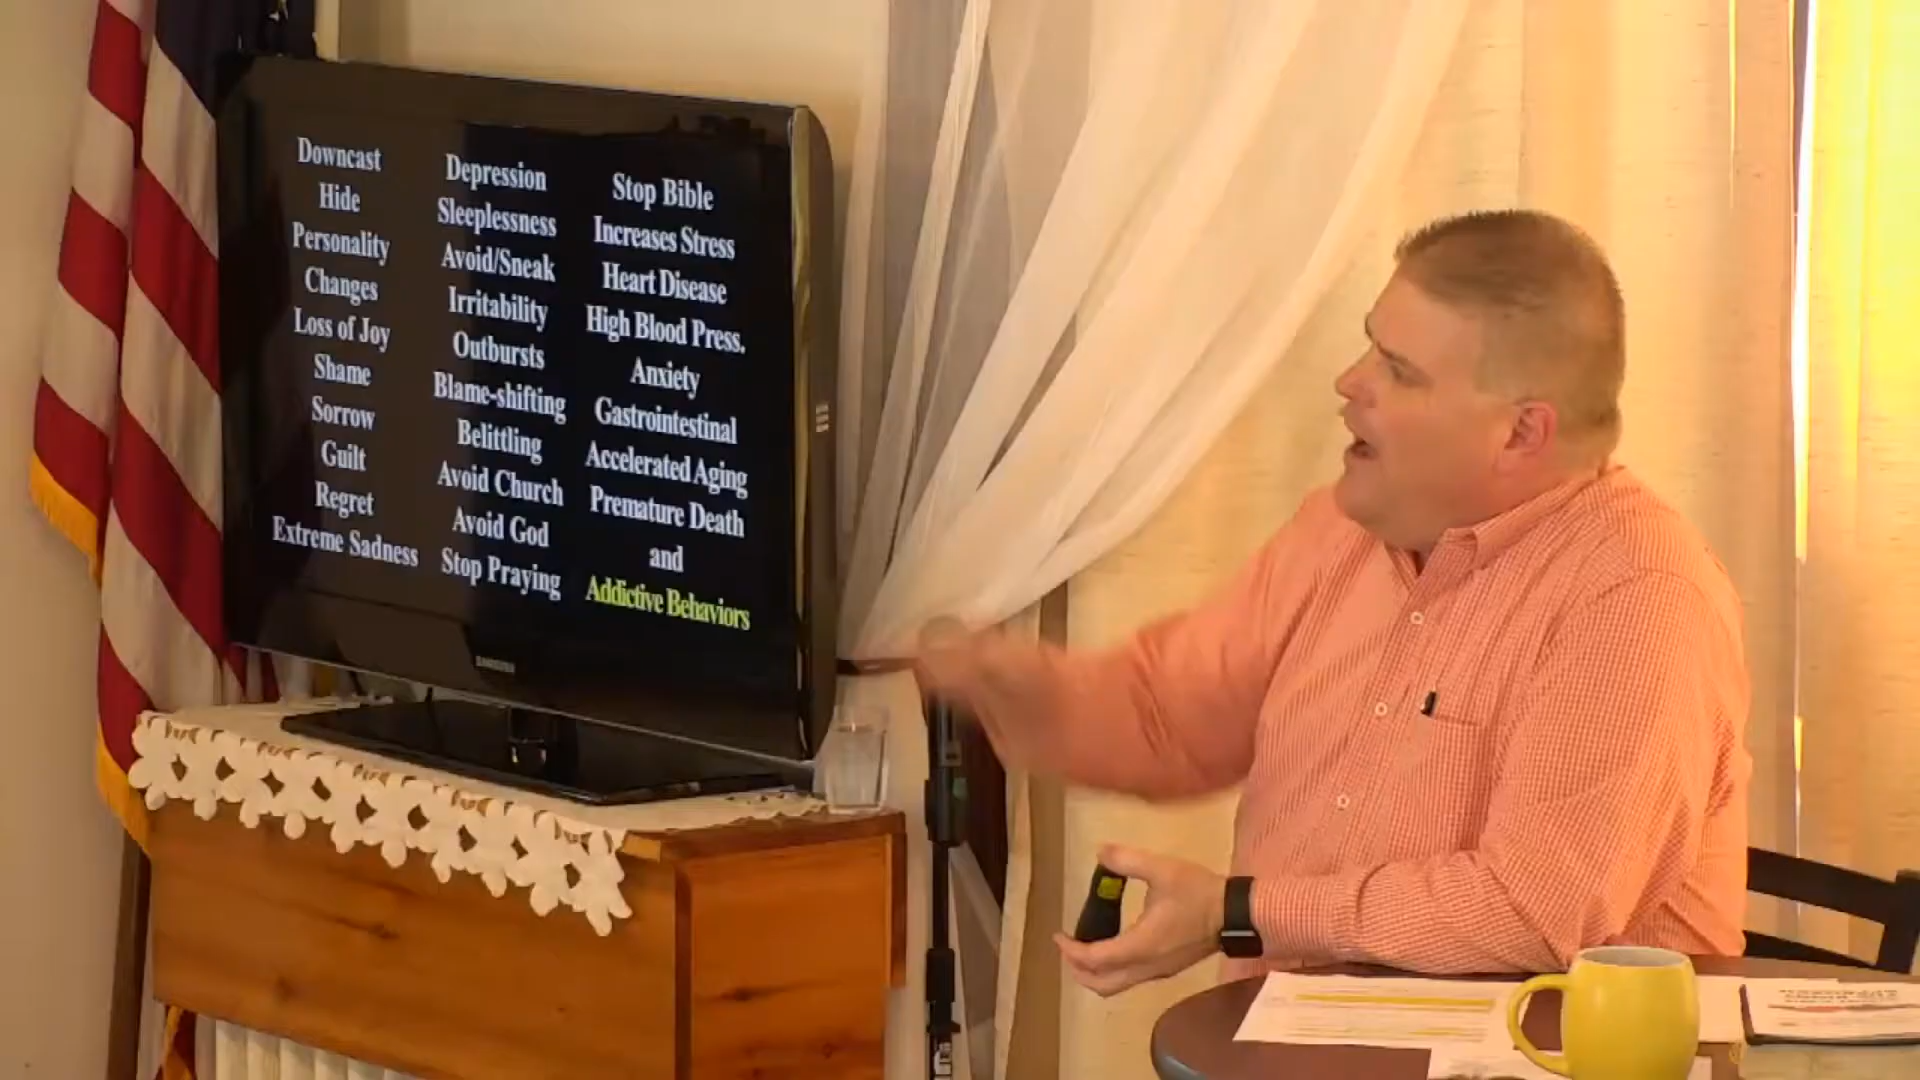 Downcast
Hide
Personality
Changes
Loss of Joy
Shame
Sorrow
Guilt
Regret
Extreme Sadness
Depression
Sleeplessness
Avoid/Sneak
Irritability
Outbursts
Blame-shifting
Belittling
Avoid Church
Avoid God
Stop Praying
Stop Bible
Increases Stress
Heart Disease
High Blood Press.
Anxiety
Gastrointestinal
Accelerated Aging
Premature Death
and
Addictive Behaviors
SAMSUNG